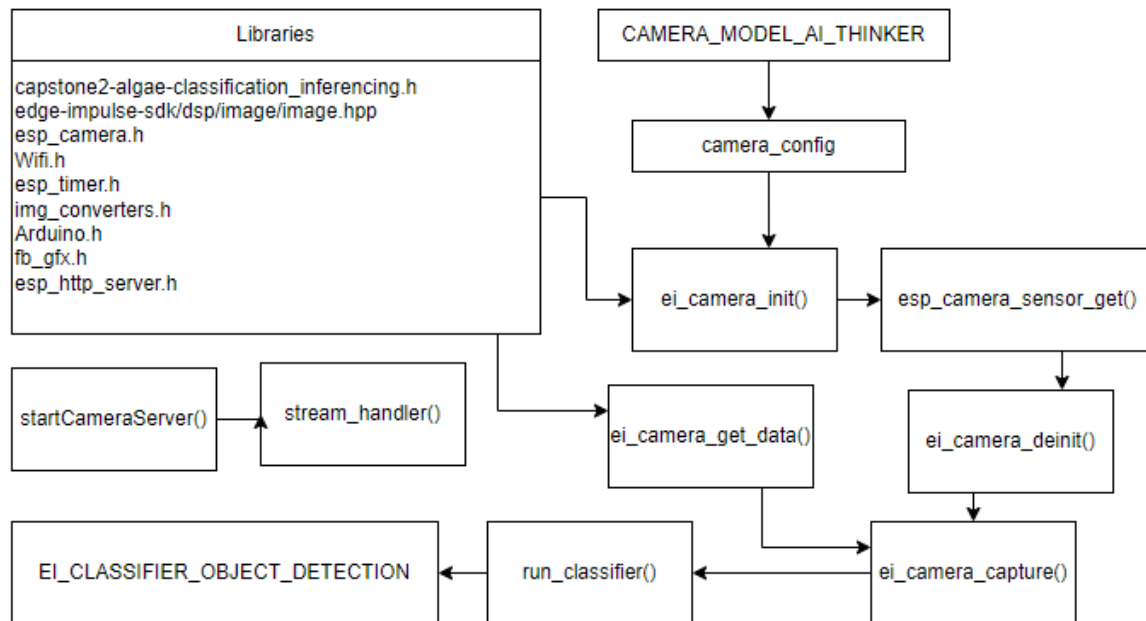 Libraries
capstone2-algae-classification_inferencing.h
edge-impulse-sdk/dsp/image/image.hpp
esp_camera.h
Wifi.h
esp_timer.h
img_converters.h
Arduino.h
fb_gfx.h
esp_http_server.h
CAMERA_MODEL_AI_THINKER
camera_config
ei_camera_init()
esp_camera_sensor_get()
startCameraServer()
stream_handler()
ei_camera_get_data()
ei_camera_deinit()
EI_CLASSIFIER_OBJECT_DETECTION
run_classifier()
ei_camera_capture()